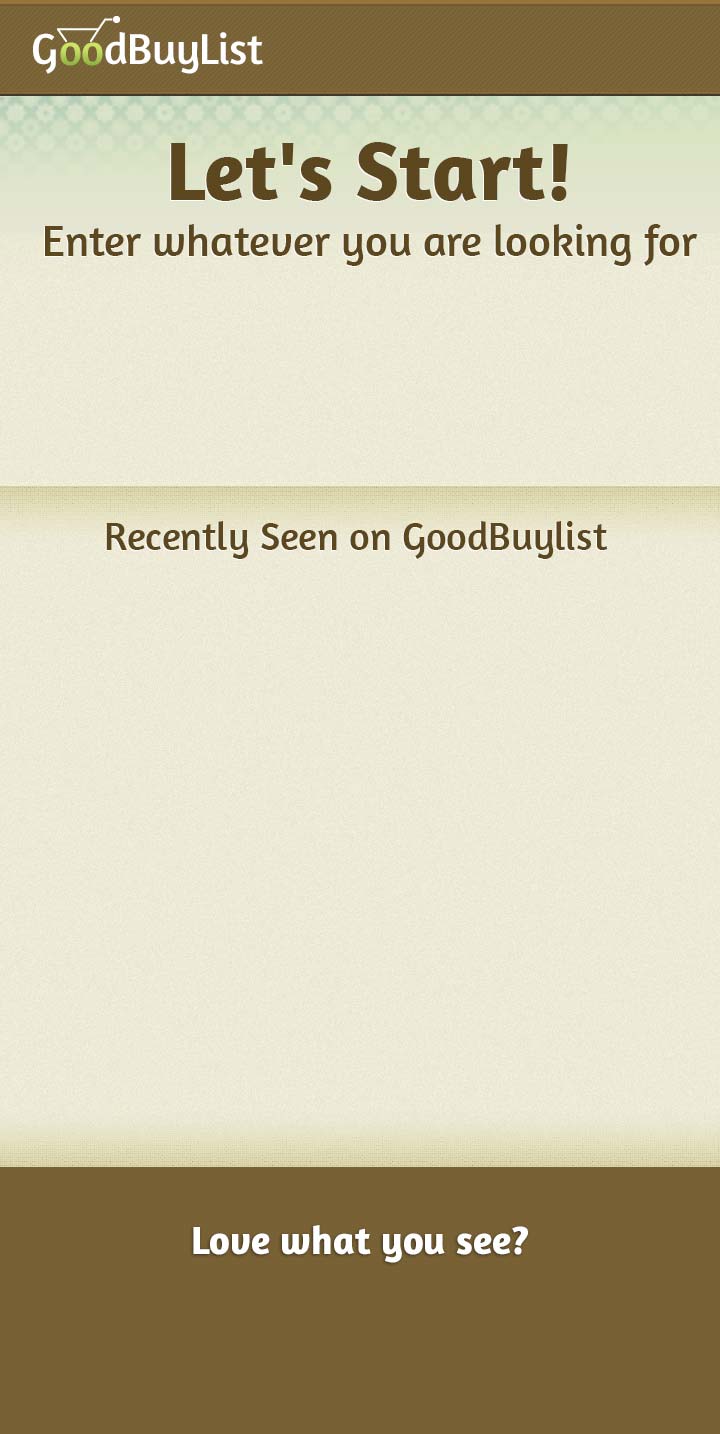 GoodBuyList
Let's Start!
Enter whatever you are looking for
Recently Seen on GoodBuylist
Love what you see?